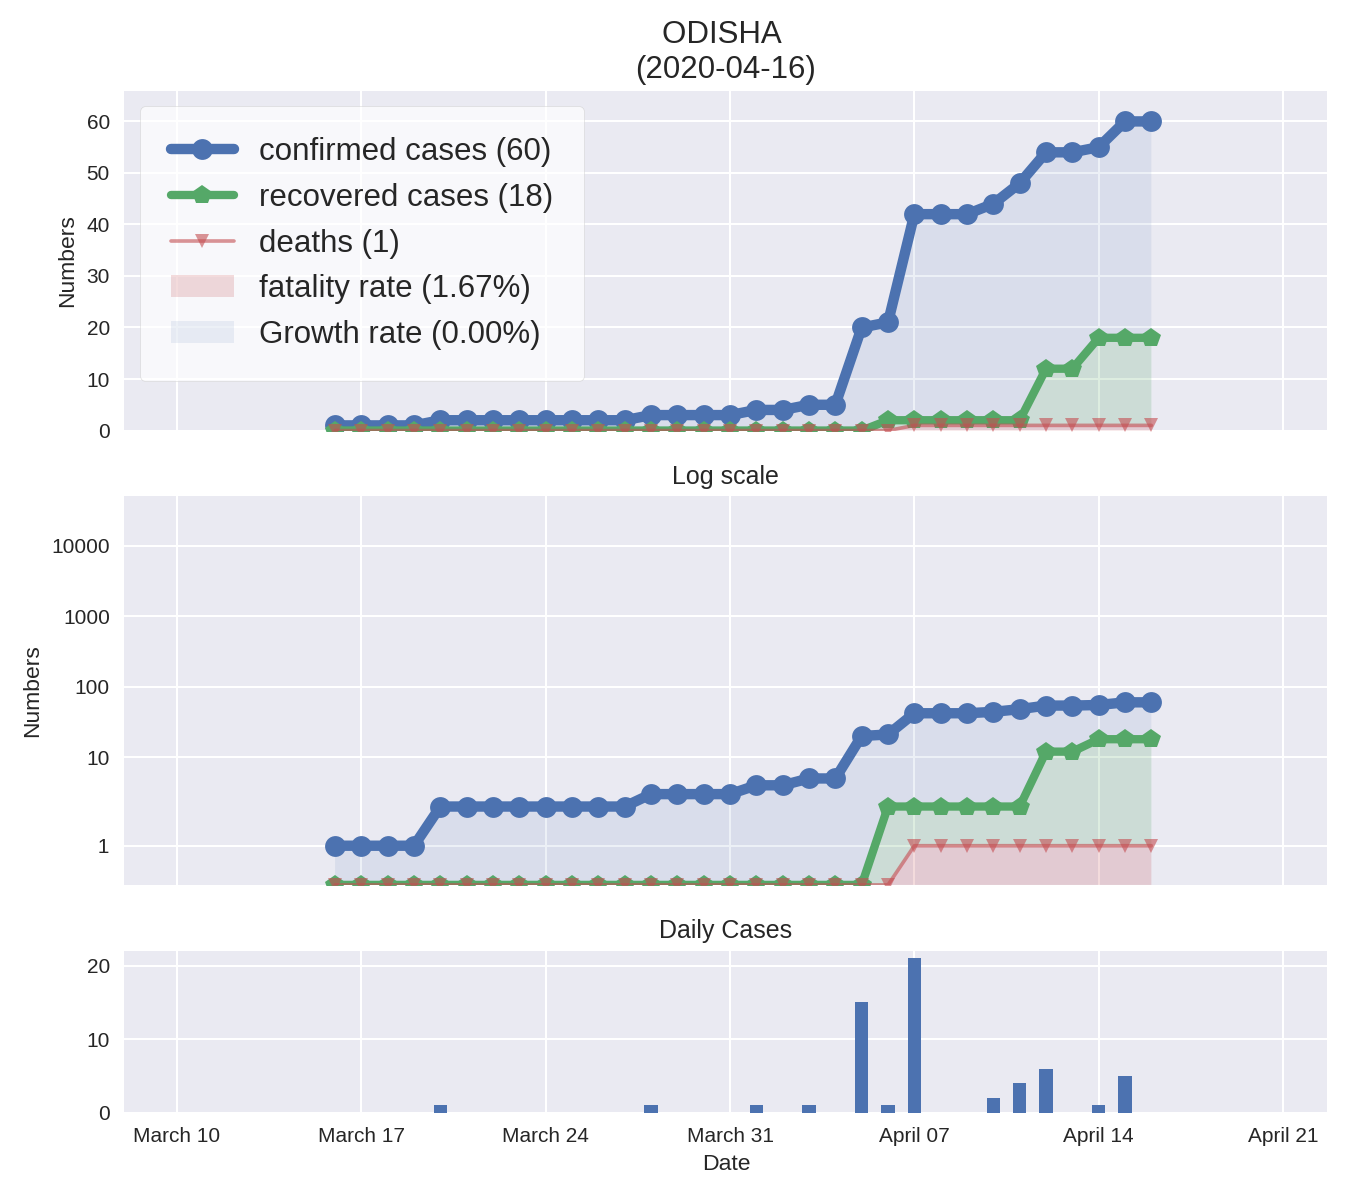 ODISHA
(2020-04-16)
confirmed cases (60)
recovered cases (18)
deaths (1)
fatality rate (1.67%)
Growth rate (0.00%)
Numbers
60
50
40
30
20
10
0
Log scale
Numbers
10000
1000
100
10
1
Daily Cases
20
10
0
March 10
March 17
March 24
March 31
April 07
April 14
April 21
Date